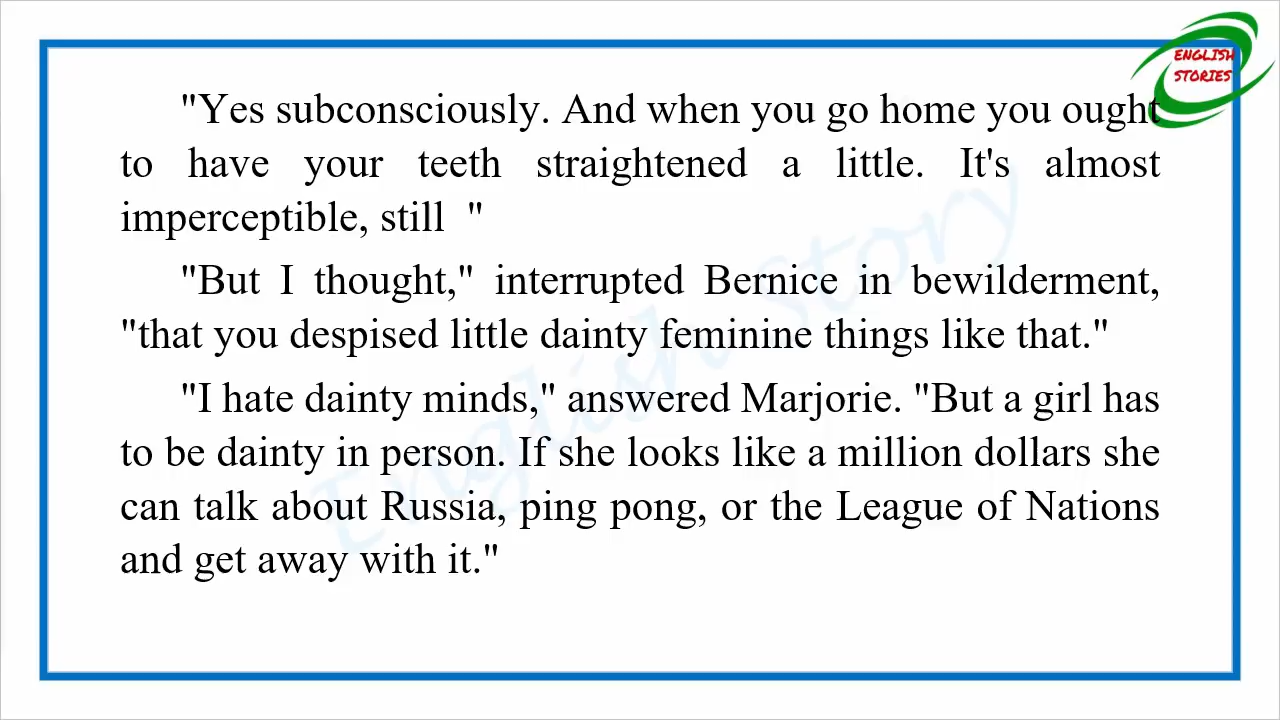 ENGLISH
STORIES
"Yes subconsciously. And when you go home you ought
to have your teeth straightened a little. It's almost
imperceptible, still  "
"But I thought," interrupted Bernice in bewilderment,
"that you despised little dainty feminine things like that."
"I hate dainty minds," answered Marjorie. "But a girl has
to be dainty in person. If she looks like a million dollars she
can talk about Russia, ping pong, or the League of Nations
and get away with it."
English Story